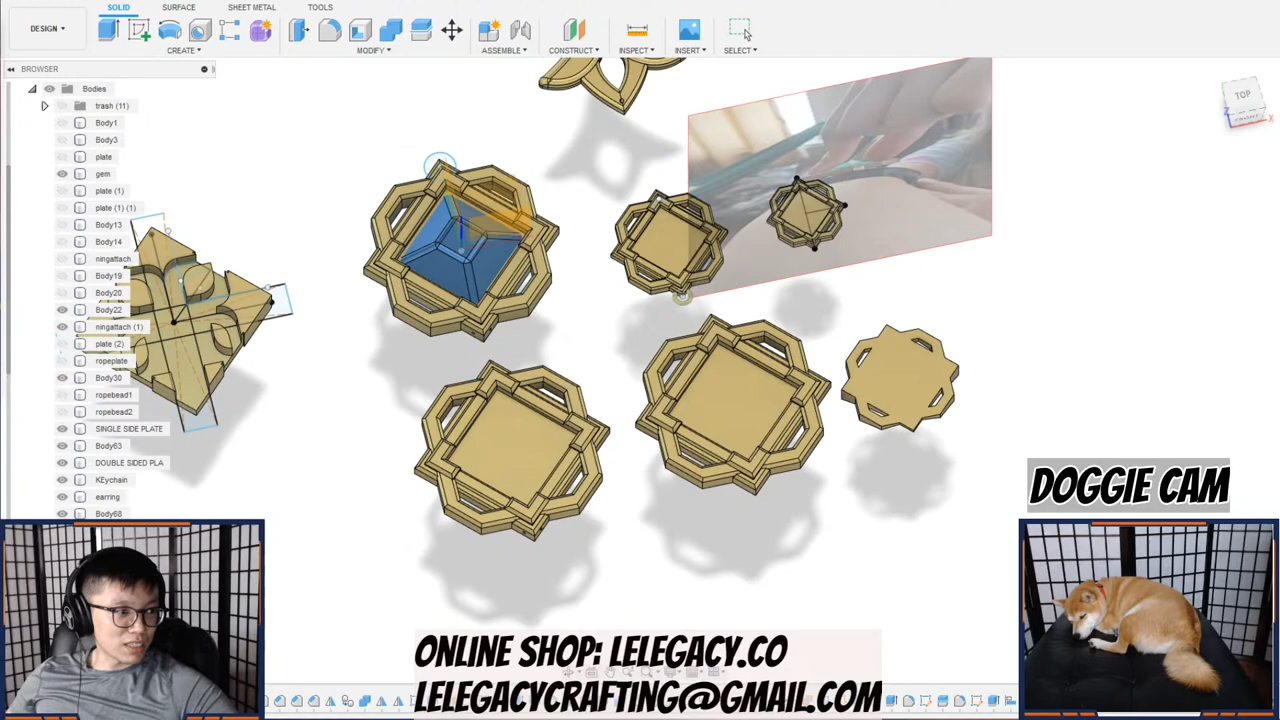 SOLID SURFACE SHEET METAL TOOLS
DESIGN
CREATE MODIFY ASSEMBLE CONSTRUCT INSPECT INSERT SELECT
BROWSER
Bodies
trash (11)
Body1
Body3
plate
gem
plate (1)
plate (1) (1)
Body13
Body14
ningattach
Body19
Body20
Body22
ningattach (1)
plate (2)
ropeplate
Body30
ropebead1
ropebead2
SINGLE SIDE PLATE
Body63
DOUBLE SIDED PLA
KEychain
earring
Body68
TOP
FRONT
Z
X
DOGGIE CAM
ONLINE SHOP: LELEGACY.CO
LELEGACYCRAFTING@GMAIL.COM